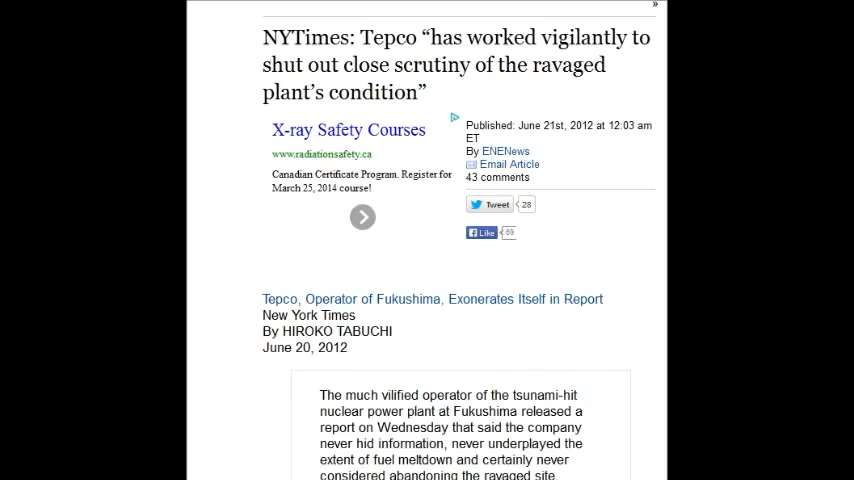 »
NYTimes: Tepco “has worked vigilantly to
shut out close scrutiny of the ravaged
plant’s condition”
X-ray Safety Courses
www.radiationsafety.ca
Canadian Certificate Program. Register for
March 25, 2014 course!
Published: June 21st, 2012 at 12:03 am
ET
By ENENews
Email Article
43 comments
Tweet 28
Like 89
Tepco, Operator of Fukushima, Exonerates Itself in Report
New York Times
By HIROKO TABUCHI
June 20, 2012
The much vilified operator of the tsunami-hit
nuclear power plant at Fukushima released a
report on Wednesday that said the company
never hid information, never underplayed the
extent of fuel meltdown and certainly never
considered abandoning the ravaged site.